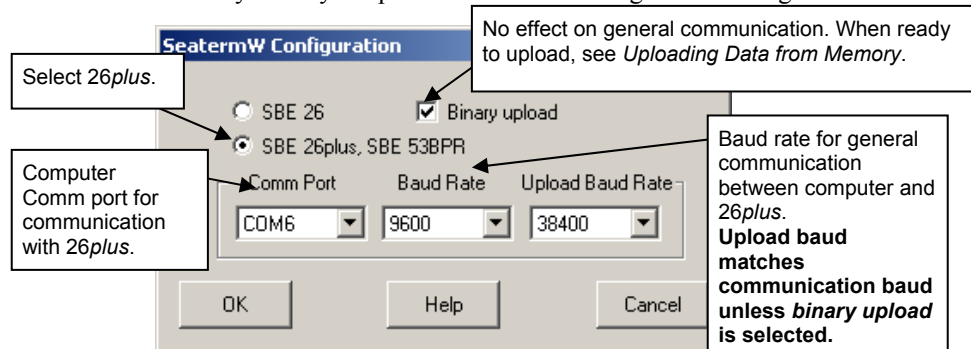 No effect on general communication. When ready
to upload, see Uploading Data from Memory.
SeatermW Configuration
Select 26plus.
SBE 26
Binary upload
SBE 26plus, SBE 53BPR
Computer
Comm port for
communication
with 26plus.
Comm Port
Baud Rate
Upload Baud Rate
COM6
9600
38400
Baud rate for general
communication
between computer and
26plus.
Upload baud
matches
communication baud
unless binary upload
is selected.
OK
Help
Cancel